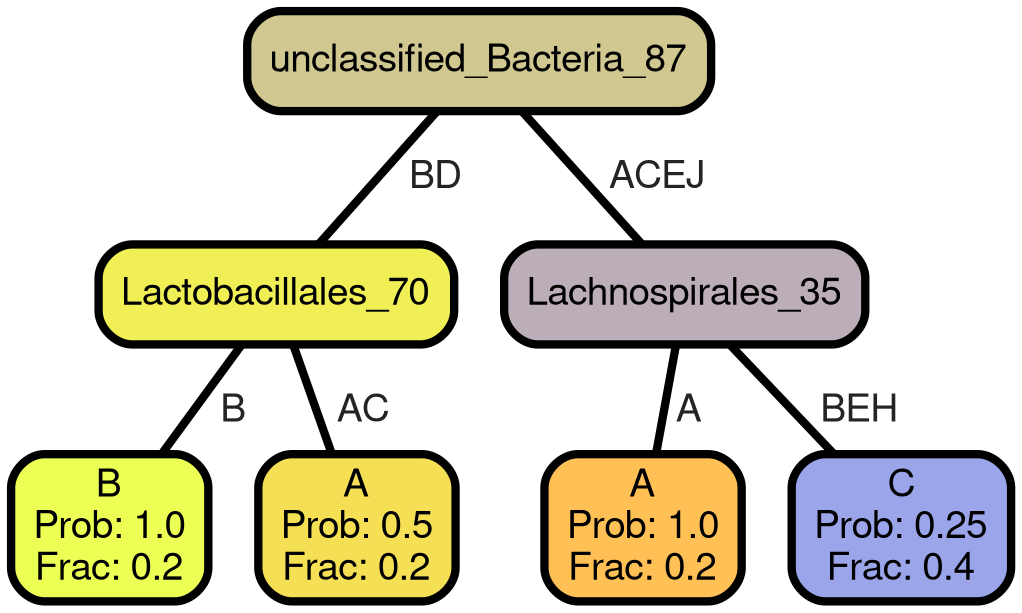 unclassified_Bacteria_87
BD
ACEJ
Lactobacillales_70
Lachnospirales_35
B
AC
A
BEH
B
Prob: 1.0
Frac: 0.2
A
Prob: 0.5
Frac: 0.2
A
Prob: 1.0
Frac: 0.2
C
Prob: 0.25
Frac: 0.4